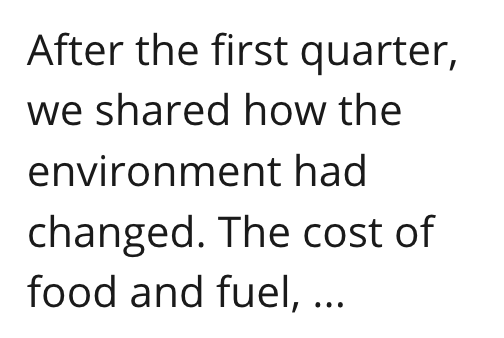 After the first quarter,
we shared how the
environment had
changed. The cost of
food and fuel, ...